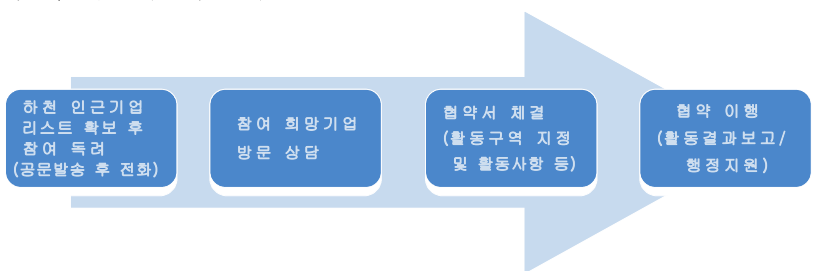 하천 인근기업
리스트 확보 후
참여 독려
(공문발송 후 전화)
참여 희망기업
방문 상담
협약서 체결
(활동구역 지정
및 활동사항 등)
협약 이행
(활동결과보고/
행정지원)